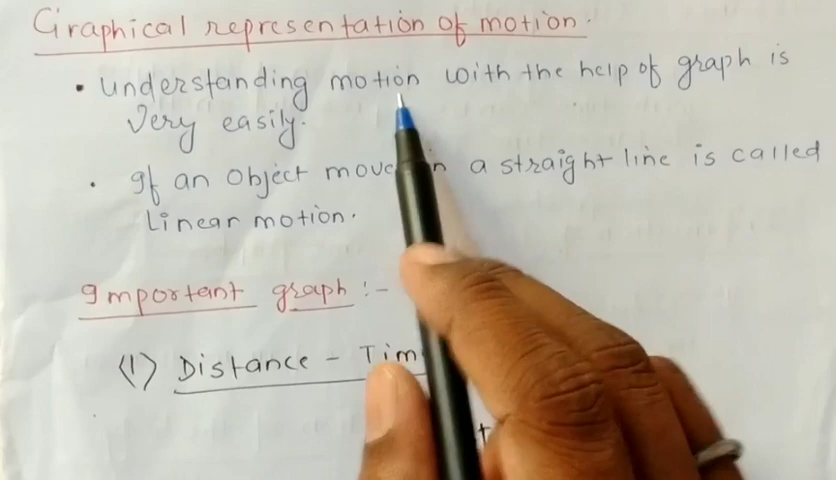 Graphical representation of motion.
• Understanding motion with the help of graph is
Very easily.
• If an object move in a straight line is called
Linear motion.
Important graph :-
(1) Distance - Tim